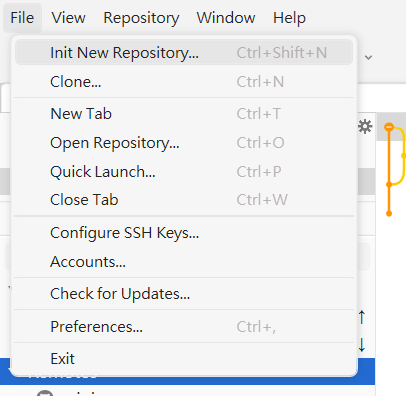 File View Repository Window Help
Init New Repository... Ctrl+Shift+N
Clone... Ctrl+N
New Tab Ctrl+T
Open Repository... Ctrl+O
Quick Launch... Ctrl+P
Close Tab Ctrl+W
Configure SSH Keys...
Accounts...
Check for Updates...
Preferences... Ctrl+,
Exit